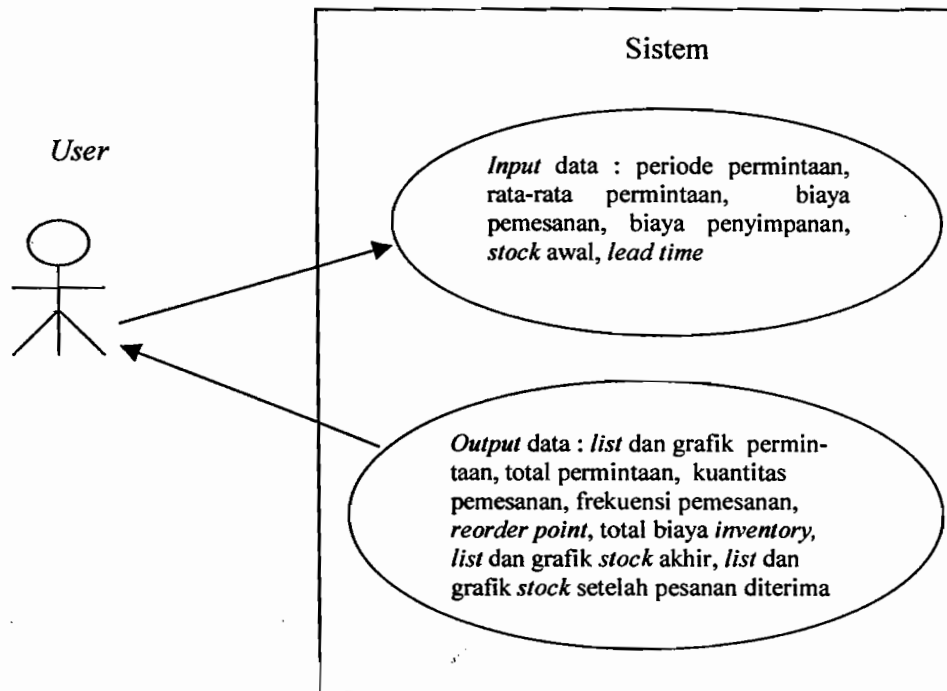 Sistem
User
Input data : periode permintaan,
rata-rata permintaan, biaya
pemesanan, biaya penyimpanan,
stock awal, lead time
Output data : list dan grafik permin-
taan, total permintaan, kuantitas
pemesanan, frekuensi pemesanan,
reorder point, total biaya inventory,
list dan grafik stock akhir, list dan
grafik stock setelah pesanan diterima